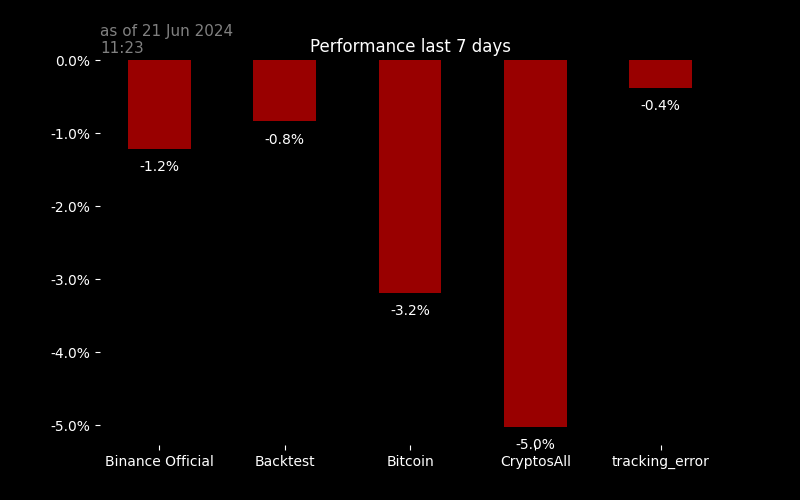 as of 21 Jun 2024
11:23
Performance last 7 days
0.0%
-1.0%
-2.0%
-3.0%
-4.0%
-5.0%
-1.2%
-0.8%
-3.2%
-5.0%
-0.4%
Binance Official
Backtest
Bitcoin
CryptosAll
tracking_error